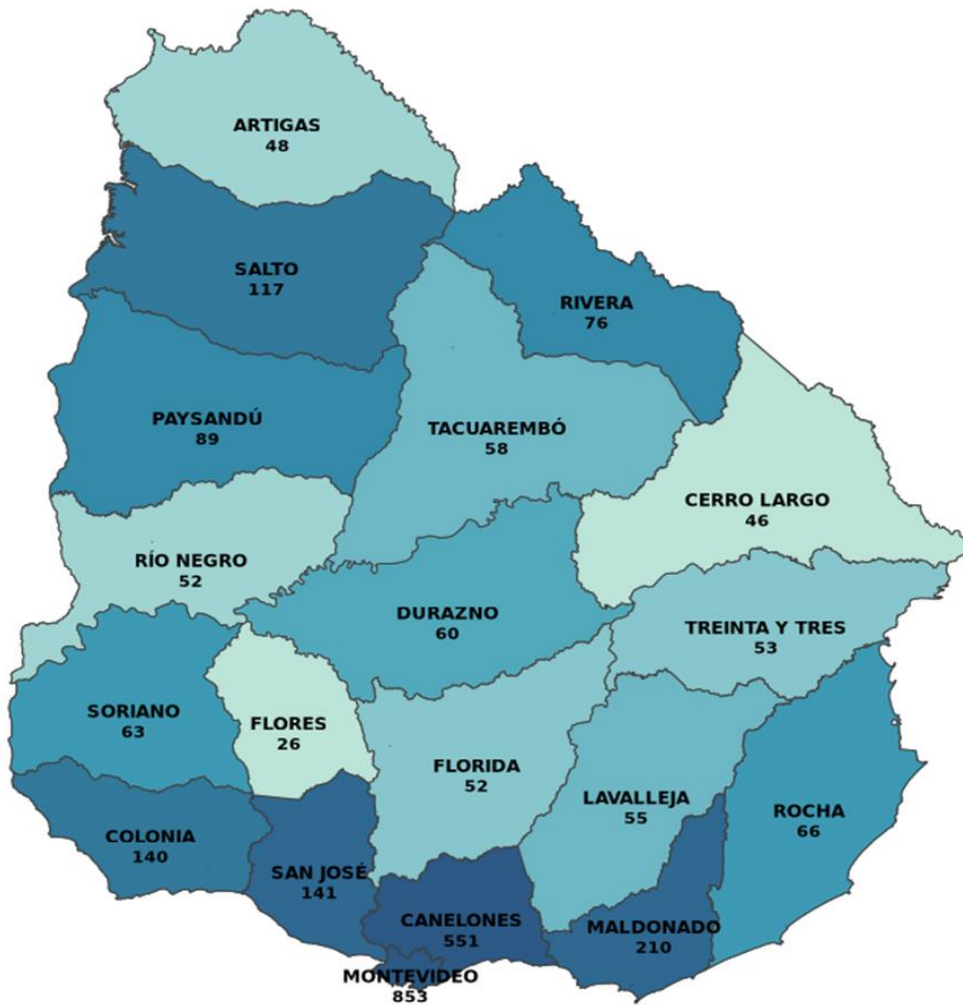 ARTIGAS
48
SALTO
117
RIVERA
76
PAYSANDÚ
89
TACUAREMBÓ
58
CERRO LARGO
46
RÍO NEGRO
52
DURAZNO
60
TREINTA Y TRES
53
SORIANO
63
FLORES
26
FLORIDA
52
LAVALLEJA
55
ROCHA
66
COLONIA
140
SAN JOSÉ
141
CANELONES
551
MALDONADO
210
MONTEVIDEO
853